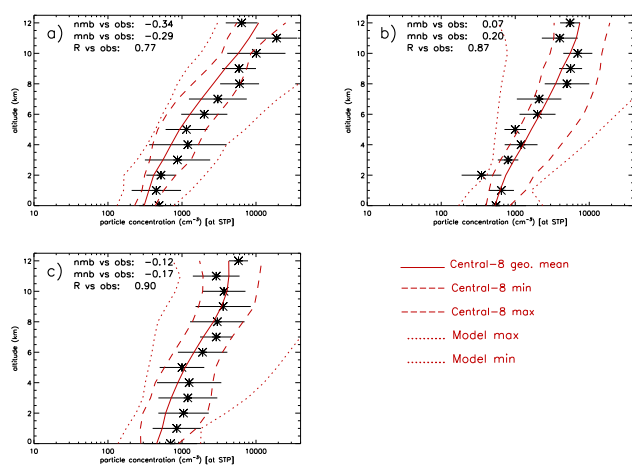 a)
nmb vs obs: −0.34
mnb vs obs: −0.29
R vs obs: 0.77
altitude (km)
12
10
8
6
4
2
0
10 100 1000 10000
particle concentration (cm⁻³) [at STP]
b)
nmb vs obs: 0.07
mnb vs obs: 0.20
R vs obs: 0.87
altitude (km)
12
10
8
6
4
2
0
10 100 1000 10000
particle concentration (cm⁻³) [at STP]
c)
nmb vs obs: −0.12
mnb vs obs: −0.17
R vs obs: 0.90
altitude (km)
12
10
8
6
4
2
0
10 100 1000 10000
particle concentration (cm⁻³) [at STP]
Central−8 geo. mean
Central−8 min
Central−8 max
Model max
Model min